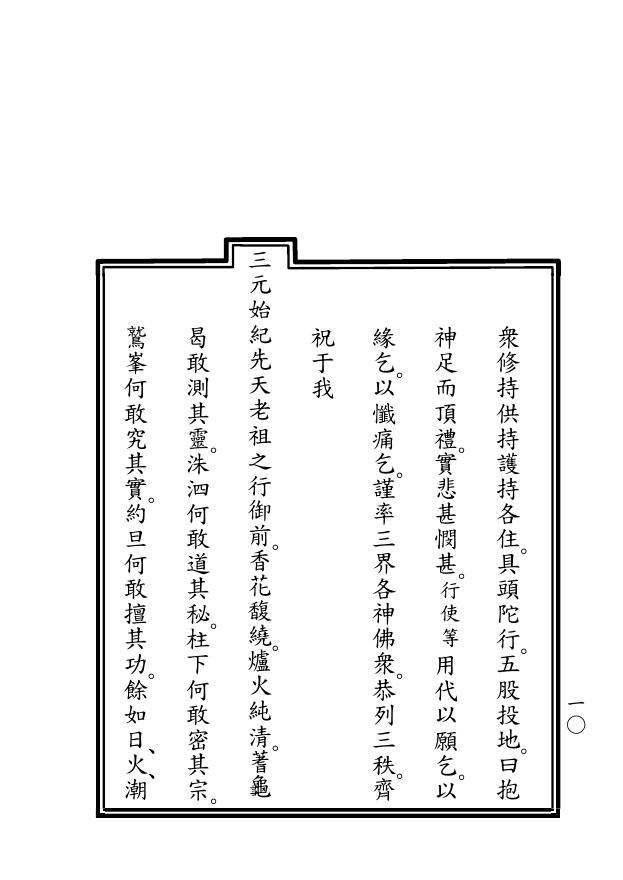 衆修持供持護持各住。具頭陀行。五股投地。曰抱
神足而頂禮。實悲甚憫甚。行使等用代以願乞。以
緣乞。以懺痛乞。謹率三界各神佛衆。恭列三秩。齊
祝于我
三元始紀先天老祖之行御前。香花馥繞。爐火純清。蓍龜
曷敢測其靈。洙泗何敢道其秘。柱下何敢密其宗。
鷲峯何敢究其實。約旦何敢擅其功。餘如日、火、潮
一〇